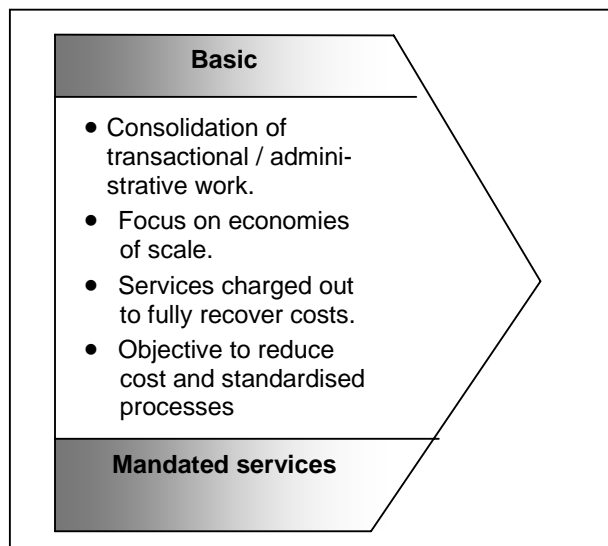 Basic
• Consolidation of
transactional / admini-
strative work.
• Focus on economies
of scale.
• Services charged out
to fully recover costs.
• Objective to reduce
cost and standardised
processes
Mandated services